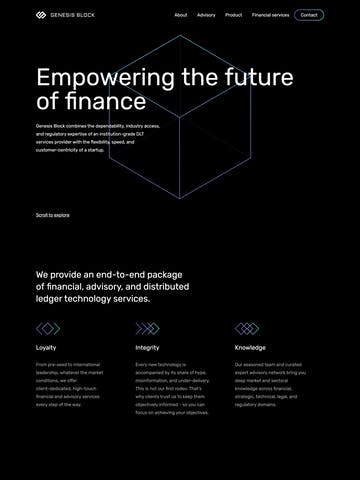 GENESIS BLOCK
About Advisory Product Financial services Contact
Empowering the future
of finance
Genesis Block combines the dependability, industry access,
and regulatory expertise of an institution-grade DLT
services provider with the flexibility, speed, and
customer-centricity of a startup.
Scroll to explore
We provide an end-to-end package
of financial, advisory, and distributed
ledger technology services.
Loyalty
From pre-seed to international
leadership, whatever the market
conditions, we offer
client-dedicated, high-touch
financial and advisory services
every step of the way.
Integrity
Every new technology is
accompanied by its share of hype,
misinformation, and under-delivery.
This is not our first rodeo. That's
why clients trust us to keep them
objectively informed - so you can
focus on achieving your objectives.
Knowledge
Our seasoned team and curated
expert advisory network bring you
deep market and sectoral
knowledge across financial,
strategic, technical, legal, and
regulatory domains.